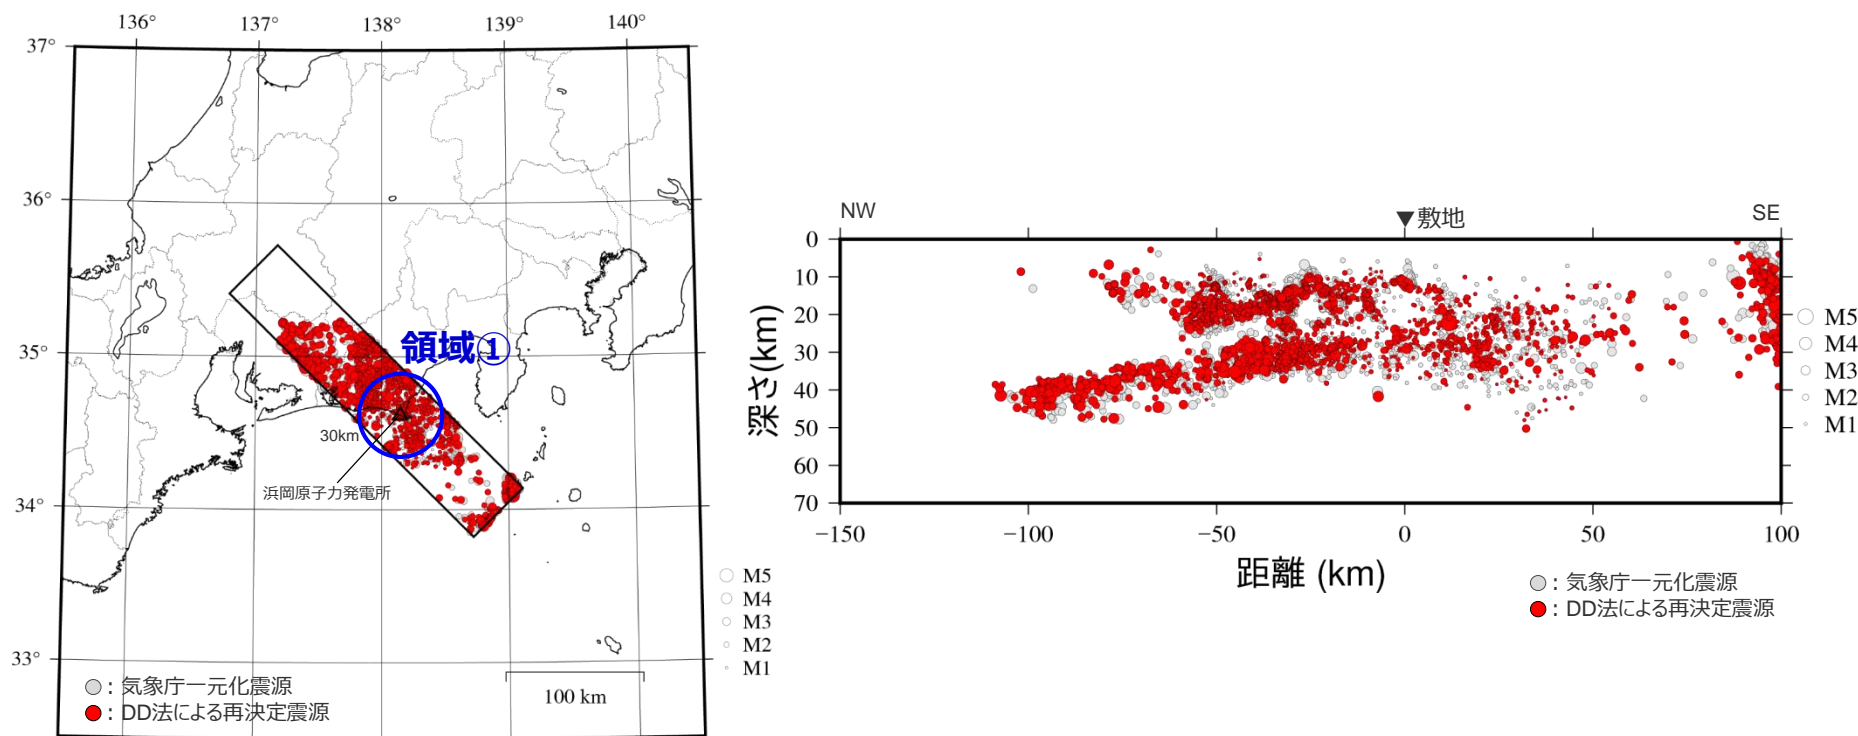 136° 137° 138° 139° 140°
37°
36°
35°
34°
33°
領域①
30km
浜岡原子力発電所
M5
M4
M3
M2
M1
100 km
：気象庁一元化震源
：DD法による再決定震源
NW
▼敷地
SE
0
10
20
30
40
50
60
70
深さ(km)
−150 −100 −50 0 50 100
距離 (km)
M5
M4
M3
M2
M1
：気象庁一元化震源
：DD法による再決定震源